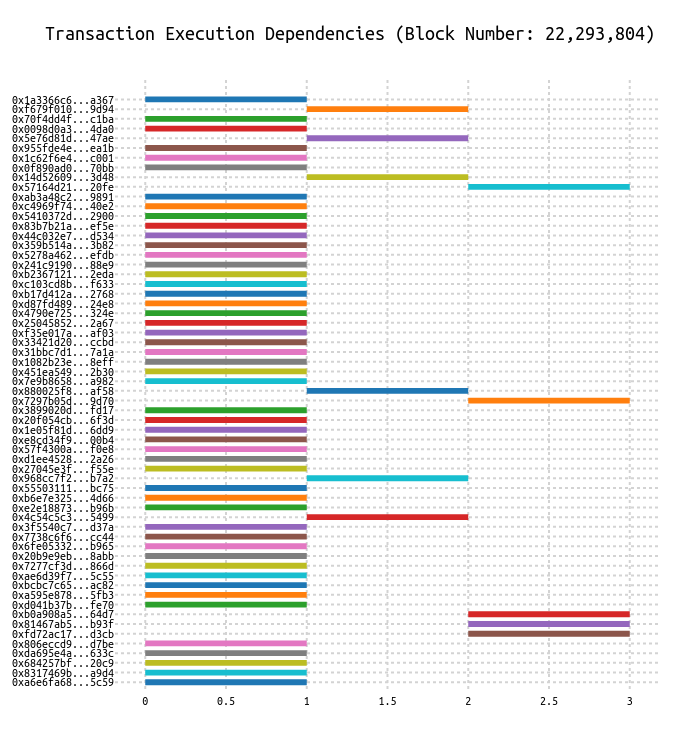 Transaction Execution Dependencies (Block Number: 22,293,804)
0x1a3366c6...a367
0xf679f010...9d94
0x70f4dd4f...c1ba
0x0098d0a3...4da0
0x5e76d81d...47ae
0x955fde4e...ea1b
0x1c62f6e4...c001
0x0f890ad0...70bb
0x14d52609...3d48
0x57164d21...20fe
0xab3a48c2...9891
0xc4969f74...40e2
0x5410372d...2900
0x83b7b21a...ef5e
0x44c032e7...d534
0x359b514a...3b82
0x5278a462...efdb
0x241c9190...88e9
0xb2367121...2eda
0xc103cd8b...f633
0xb17d412a...2768
0xd87fd489...24e8
0x4790e725...324e
0x25045852...2a67
0xf35e017a...af03
0x33421d20...ccbd
0x31bbc7d1...7a1a
0x1082b23e...8eff
0x451ea549...2b30
0x7e9b8658...a982
0x880025f8...af58
0x7297b05d...9d70
0x3899020d...fd17
0x20f054cb...6f3d
0x1e05f81d...6dd9
0xe8cd34f9...00b4
0x57f4300a...f0e8
0xd1ee4528...2a26
0x27045e3f...f55e
0x968cc7f2...b7a2
0x55503111...bc75
0xb6e7e325...4d66
0xe2e18873...b96b
0x4c54c5c3...5499
0x3f5540c7...d37a
0x7738c6f6...cc44
0x6fe05332...b965
0x20b9e9eb...8abb
0x7277cf3d...866d
0xae6d39f7...5c55
0xbcbc7c65...ac82
0xa595e878...5fb3
0xd041b37b...fe70
0xb0a908a5...64d7
0x81467ab5...b93f
0xfd72ac17...d3cb
0x806eccd9...d7be
0xda695e4a...633c
0x684257bf...20c9
0x8317469b...a9d4
0xa6e6fa68...5c59
0 0.5 1 1.5 2 2.5 3